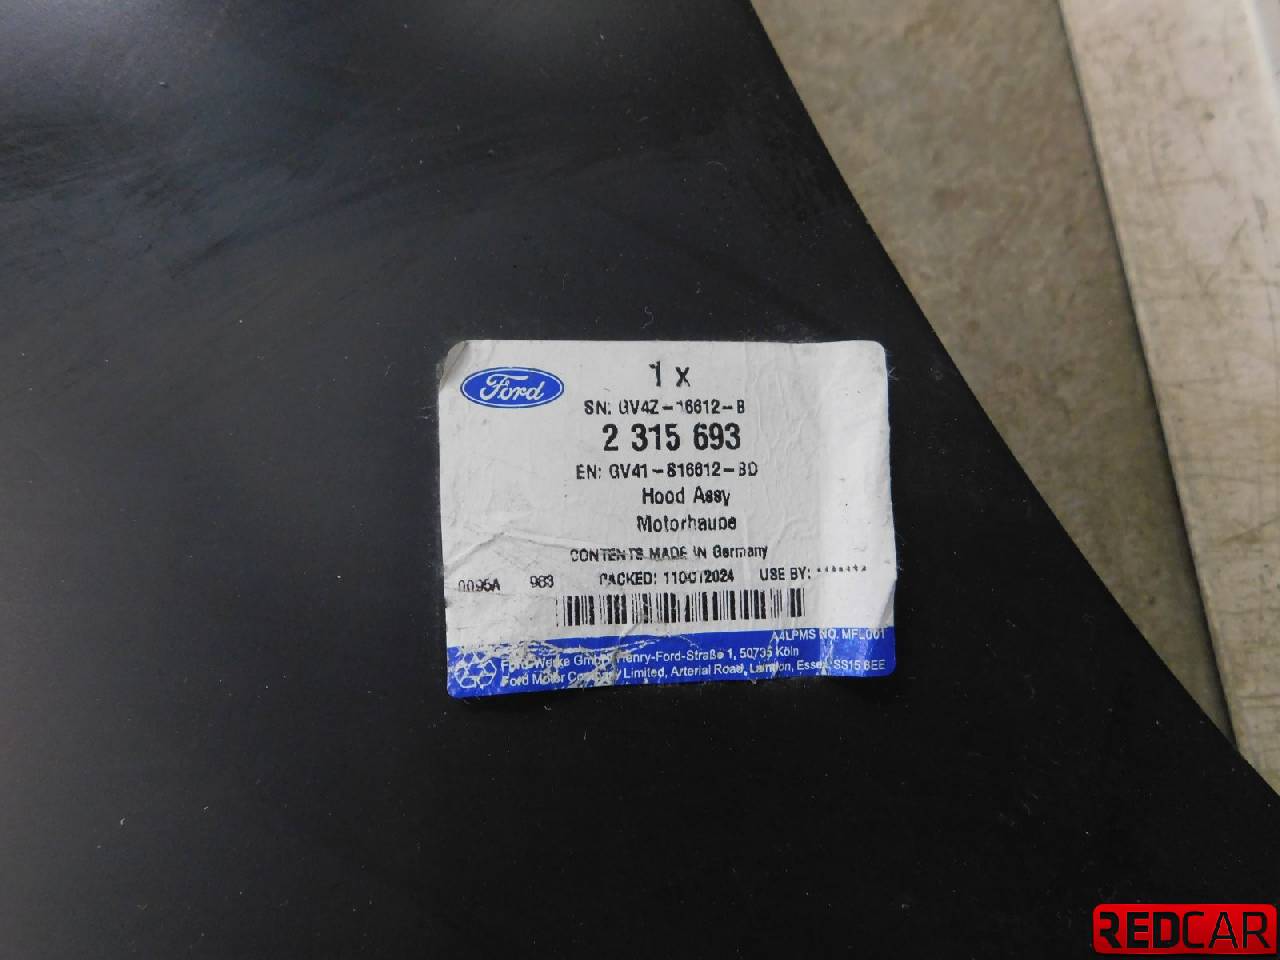 Ford
1 x
SN: GV4Z-16612-B
2 315 693
EN: GV41-S16612-BD
Hood Assy
Motorhaube
CONTENTS MADE IN Germany
0095A 983 PACKED: 11OCT2024 USE BY: *******
A4LPMS NO. MFL001
Ford-Werke GmbH, Henry-Ford-Straße 1, 50735 Köln
Ford Motor Company Limited, Arterial Road, Laindon, Essex SS15 6EE
REDCAR